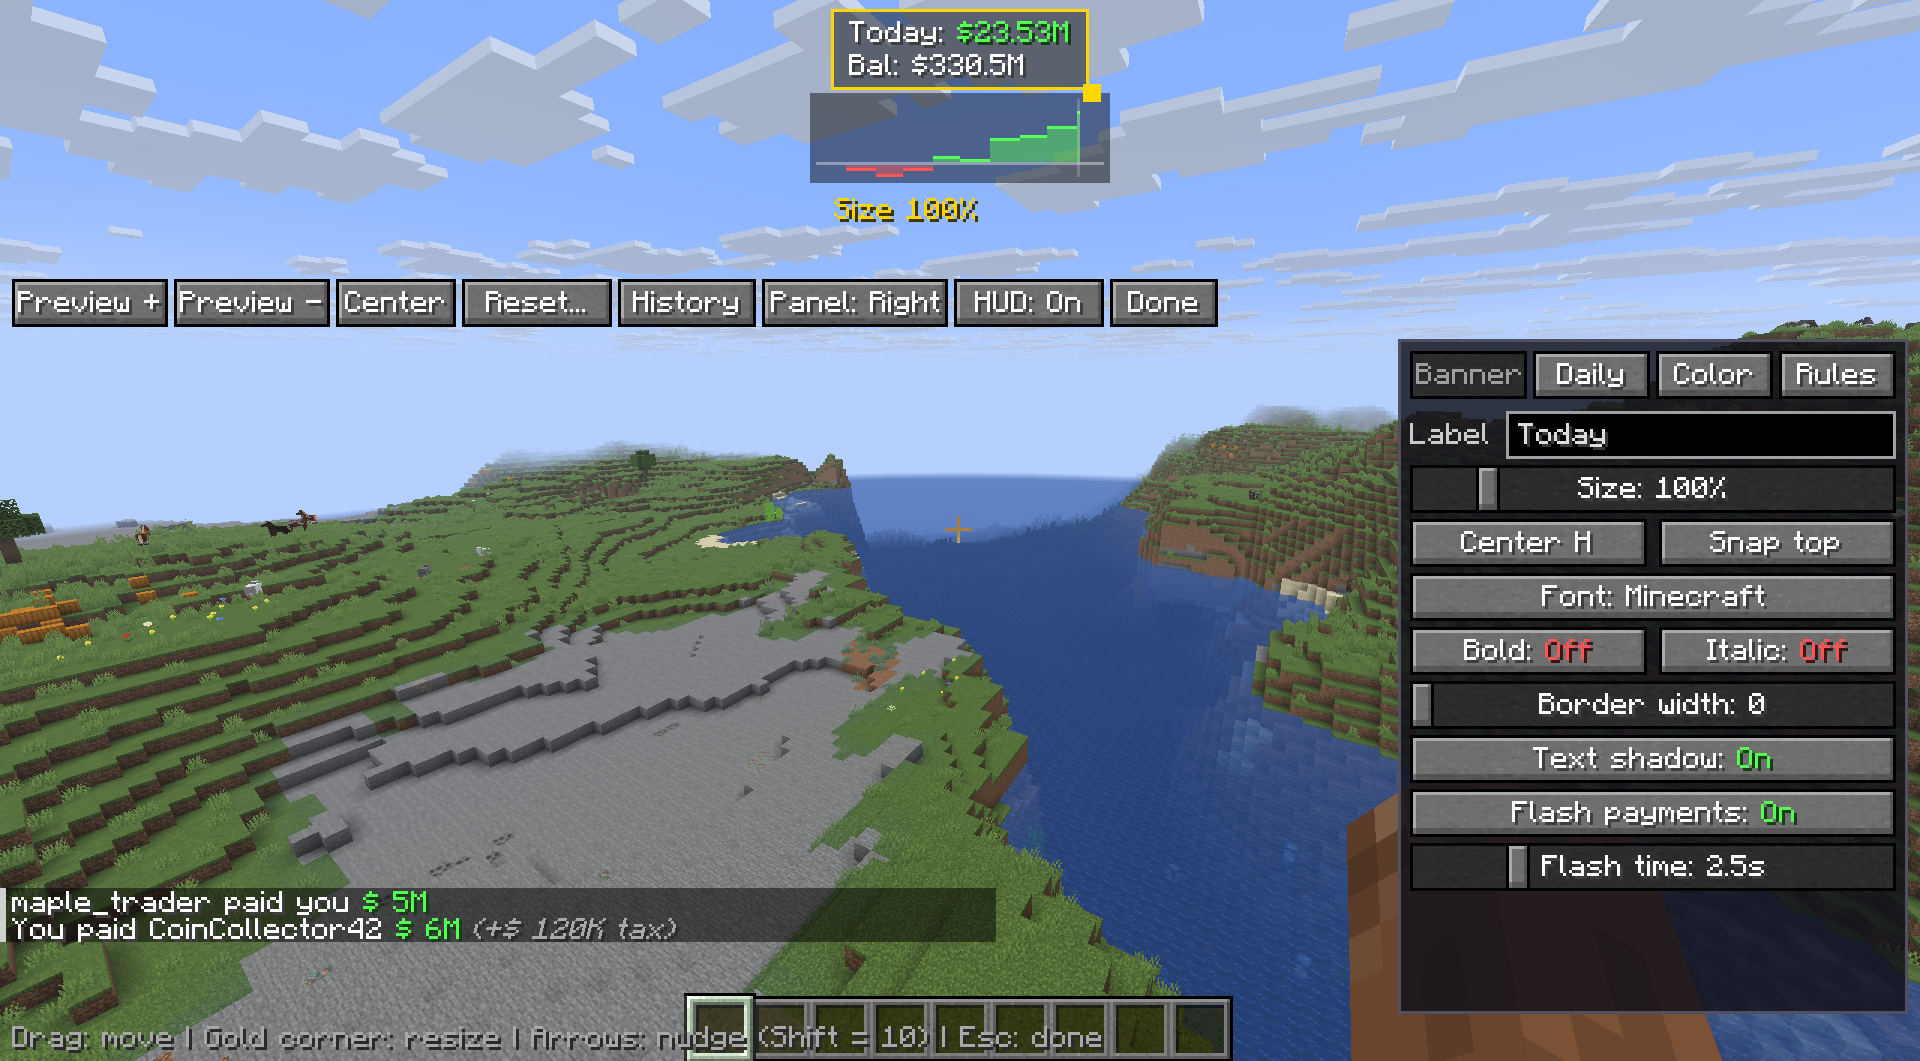 Today: $23.53M
Bal: $330.5M
Size 100%
Preview + Preview - Center Reset... History Panel: Right HUD: On Done
Banner Daily Color Rules
Label Today
Size: 100%
Center H Snap top
Font: Minecraft
Bold: Off Italic: Off
Border width: 0
Text shadow: On
Flash payments: On
Flash time: 2.5s
maple_trader paid you $ 5M
You paid CoinCollector42 $ 6M (+$ 120K tax)
Drag: move | Gold corner: resize | Arrows: nudge (Shift = 10) | Esc: done